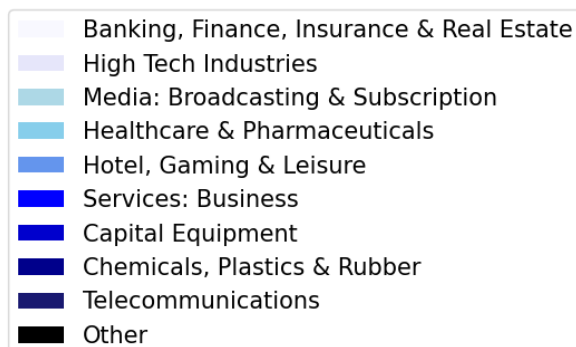 Banking, Finance, Insurance & Real Estate
High Tech Industries
Media: Broadcasting & Subscription
Healthcare & Pharmaceuticals
Hotel, Gaming & Leisure
Services: Business
Capital Equipment
Chemicals, Plastics & Rubber
Telecommunications
Other